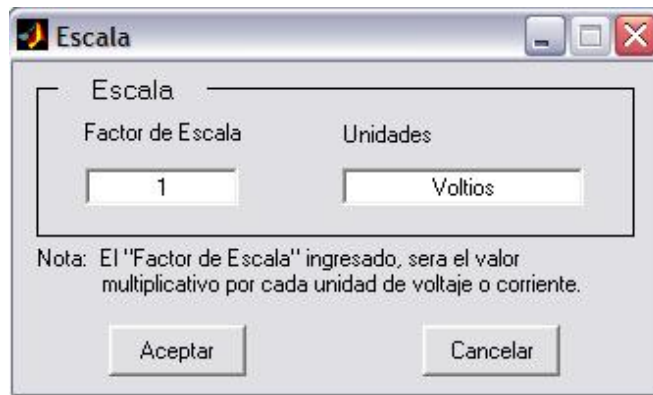 Escala
Escala
Factor de Escala
Unidades
1
Voltios
Nota: El "Factor de Escala" ingresado, sera el valor
multiplicativo por cada unidad de voltaje o corriente.
Aceptar
Cancelar